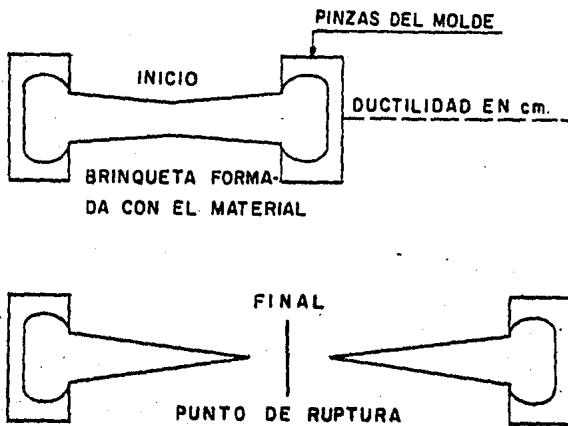 PINZAS DEL MOLDE
INICIO
DUCTILIDAD EN cm.
BRINQUETA FORMA-
DA CON EL MATERIAL
FINAL
PUNTO DE RUPTURA